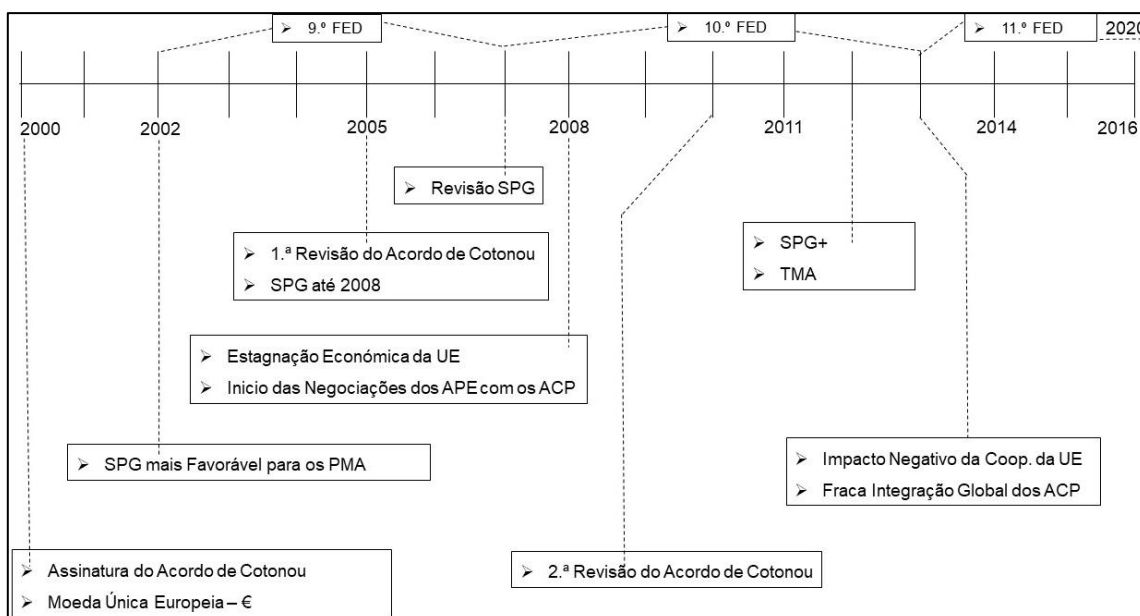 ➢ 9.º FED
➢ 10.º FED
➢ 11.º FED
2020
2000
2002
2005
2008
2011
2014
2016
➢ Revisão SPG
➢ 1.ª Revisão do Acordo de Cotonou
➢ SPG até 2008
➢ SPG+
➢ TMA
➢ Estagnação Económica da UE
➢ Inicio das Negociações dos APE com os ACP
➢ SPG mais Favorável para os PMA
➢ Impacto Negativo da Coop. da UE
➢ Fraca Integração Global dos ACP
➢ Assinatura do Acordo de Cotonou
➢ Moeda Única Europeia – €
➢ 2.ª Revisão do Acordo de Cotonou